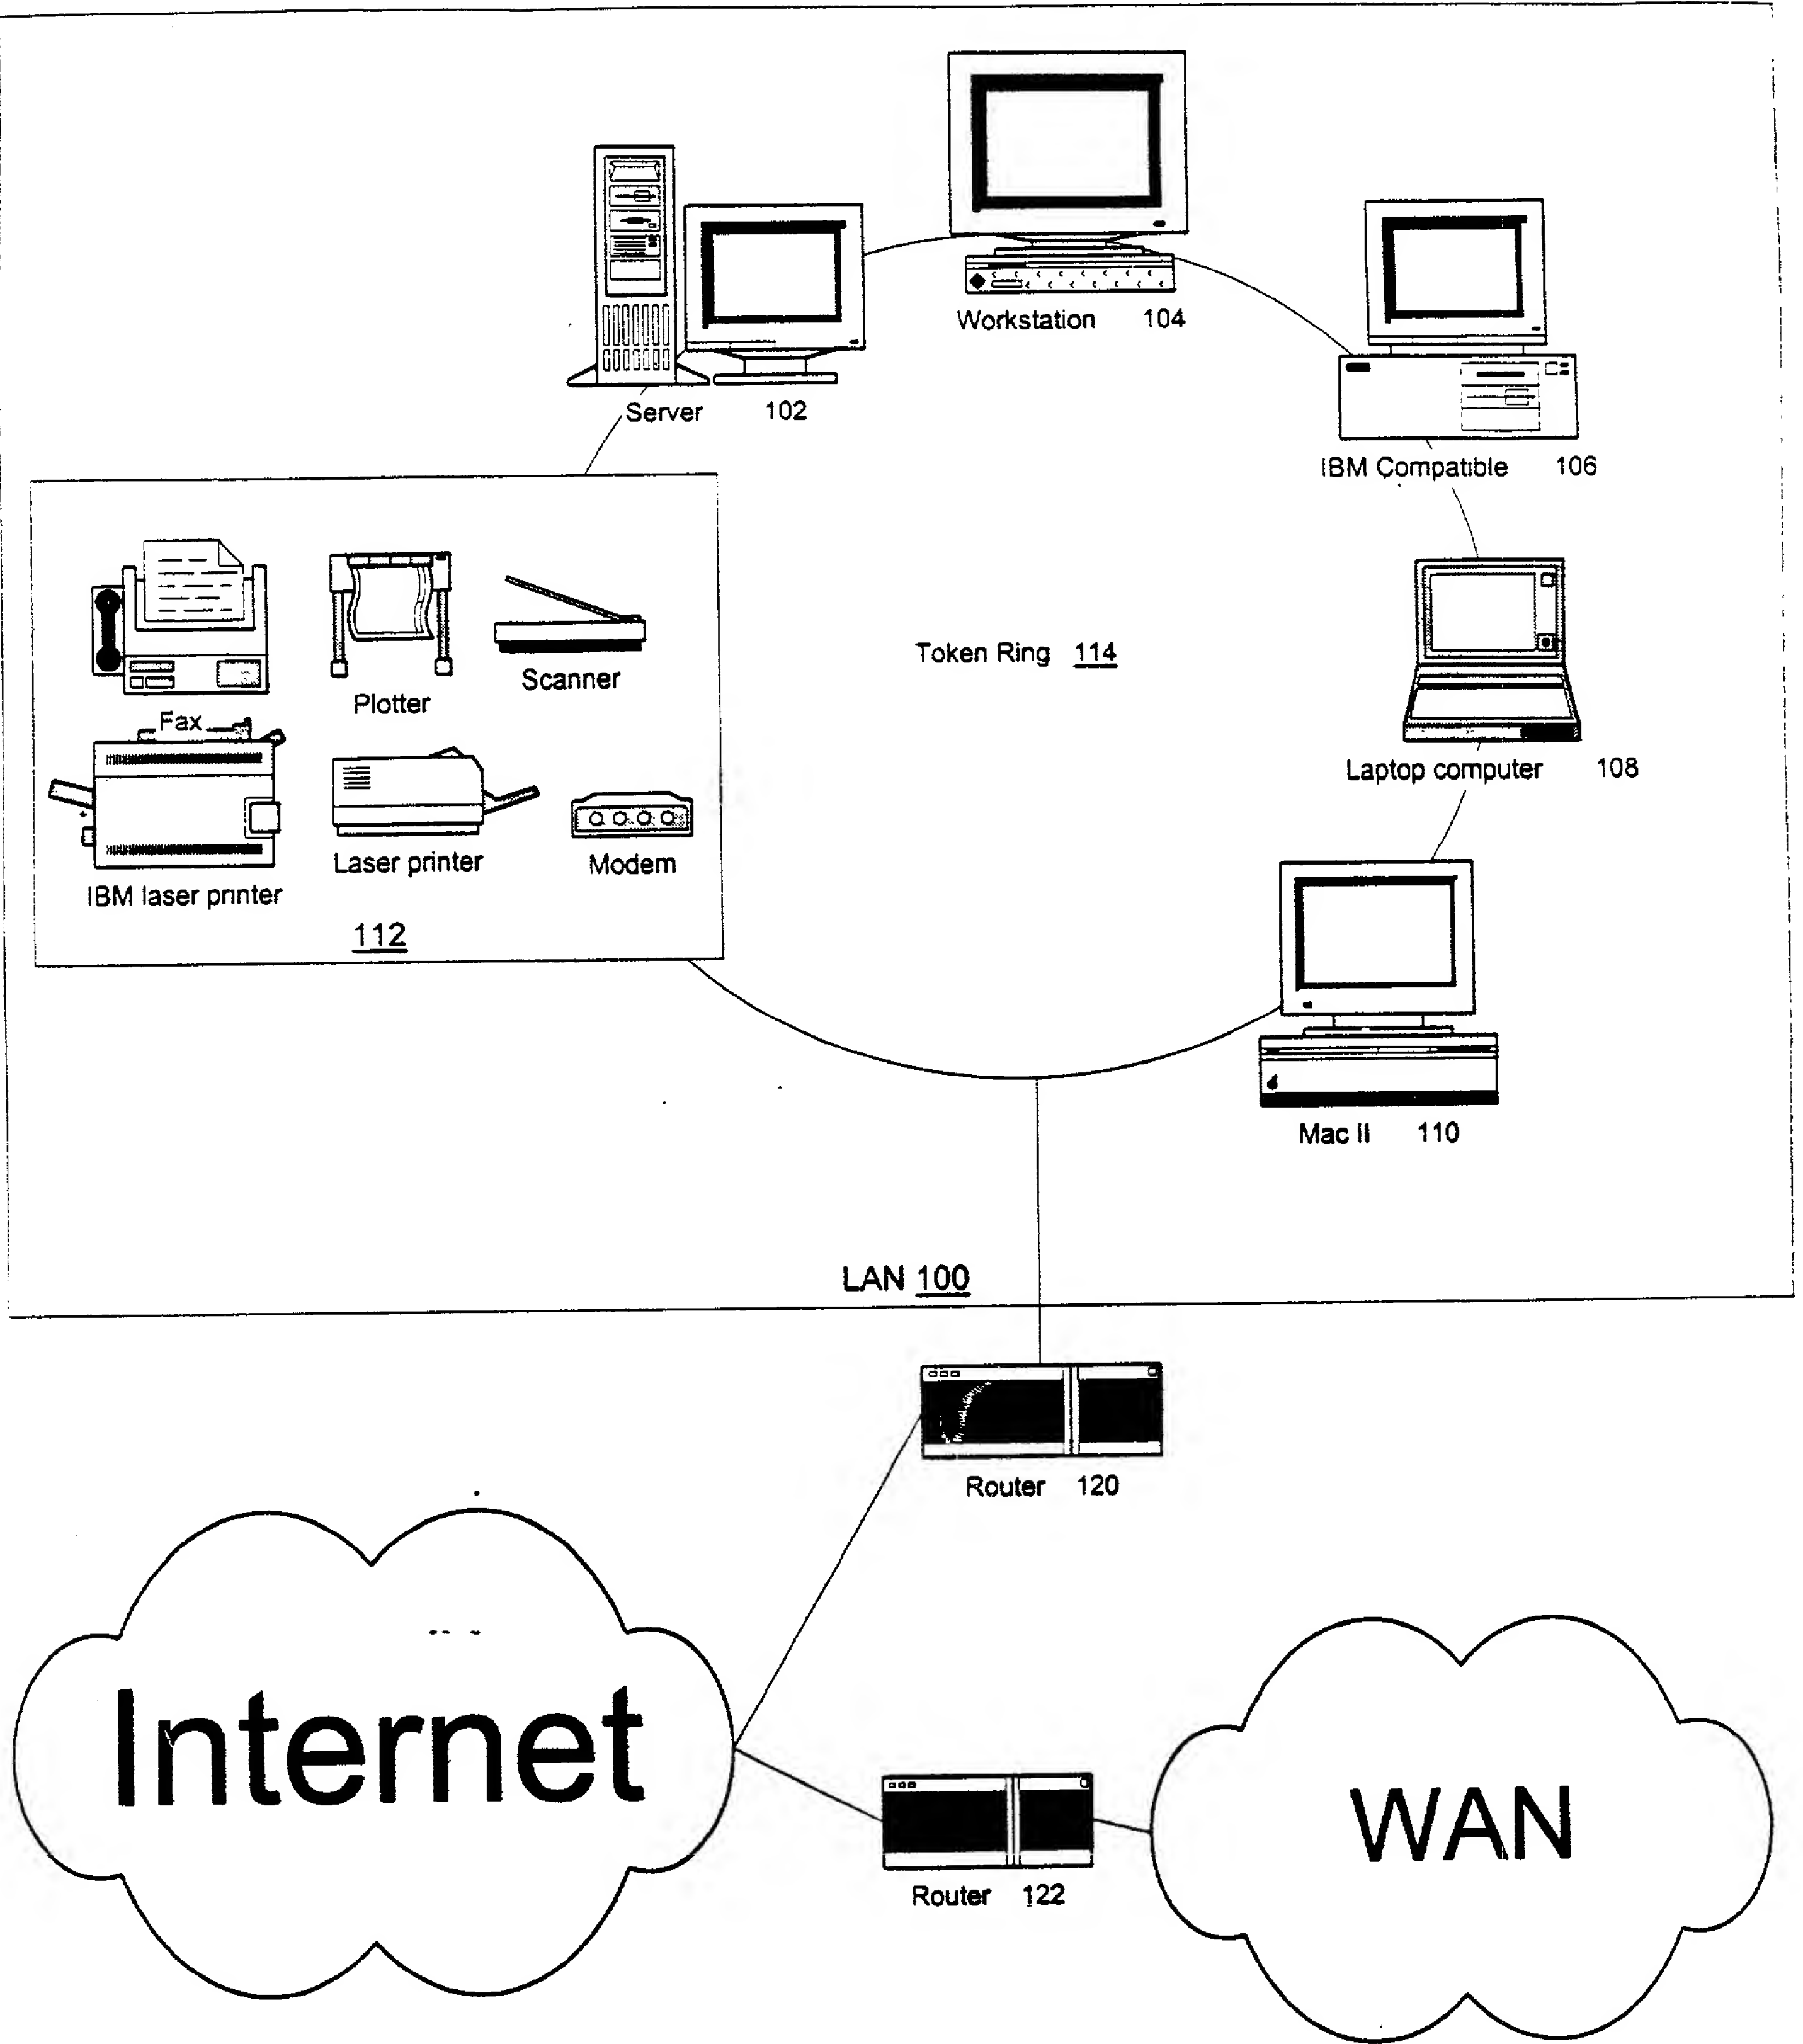 Workstation 104
Server 102
IBM Compatible 106
Token Ring 114
Scanner
Plotter
Fax
Laptop computer 108
Laser printer
Modem
IBM laser printer
112
Mac II 110
LAN 100
Router 120
Internet
WAN
Router 122